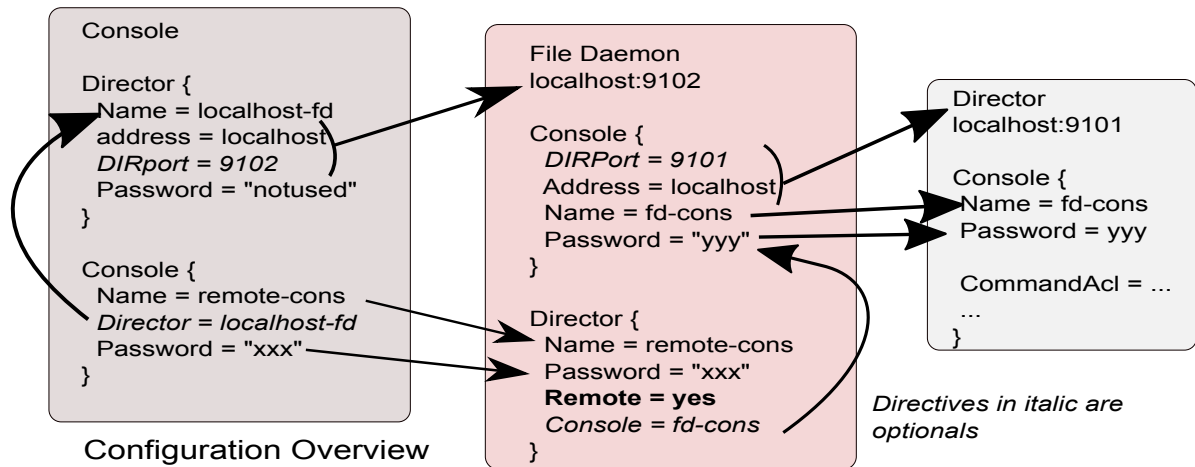 Console
Director {
Name = localhost-fd
address = localhost
DIRport = 9102
Password = "notused"
}
Console {
Name = remote-cons
Director = localhost-fd
Password = "xxx"
}
Configuration Overview
File Daemon
localhost:9102
Console {
DIRPort = 9101
Address = localhost
Name = fd-cons
Password = "yyy"
}
Director {
Name = remote-cons
Password = "xxx"
Remote = yes
Console = fd-cons
}
Director
localhost:9101
Console {
Name = fd-cons
Password = yyy
CommandAcl = ...
...
}
Directives in italic are
optionals